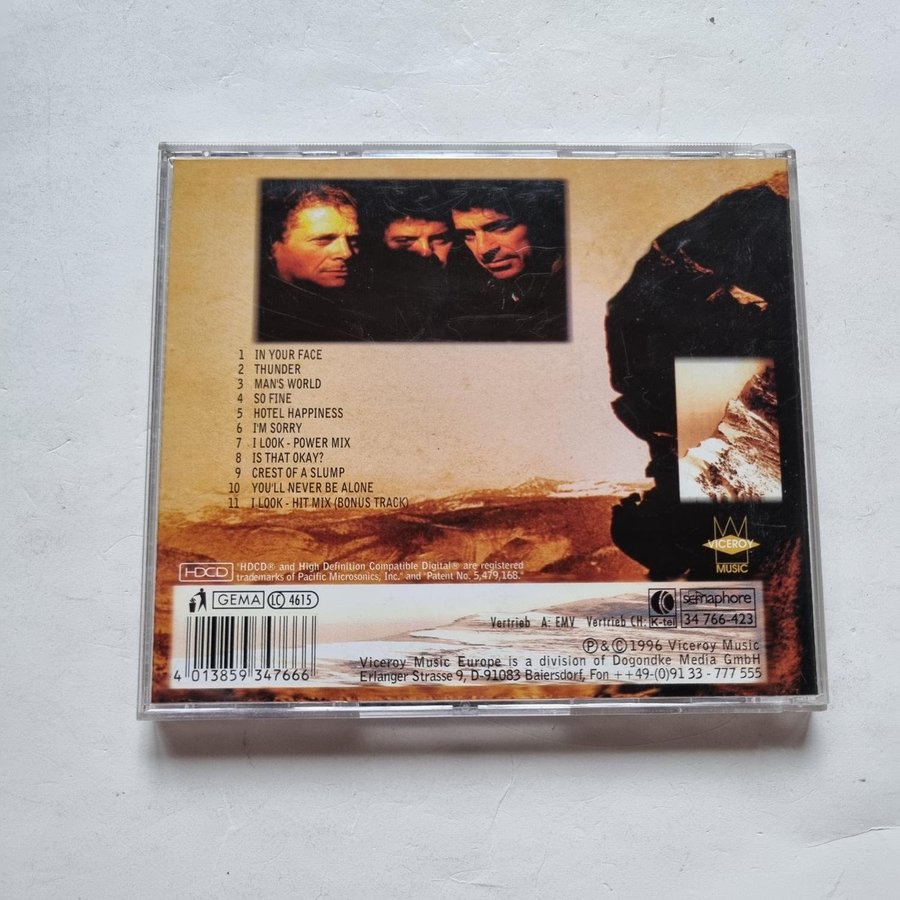 1 IN YOUR FACE
2 THUNDER
3 MAN'S WORLD
4 SO FINE
5 HOTEL HAPPINESS
6 I'M SORRY
7 I LOOK - POWER MIX
8 IS THAT OKAY?
9 CREST OF A SLUMP
10 YOU'LL NEVER BE ALONE
11 I LOOK - HIT MIX (BONUS TRACK)
VICEROY
MUSIC
HDCD
"HDCD® and High Definition Compatible Digital® are registered
trademarks of Pacific Microsonics, Inc." and "Patent No. 5,479,168."
GEMA LC 4615
Vertrieb A: EMV Vertrieb CH: K-tel
semaphore
34 766-423
℗&©1996 Viceroy Music
Viceroy Music Europe is a division of Dogondke Media GmbH
Erlanger Strasse 9, D-91083 Baiersdorf, Fon ++49-(0)91 33 - 777 555
4 013859 347666